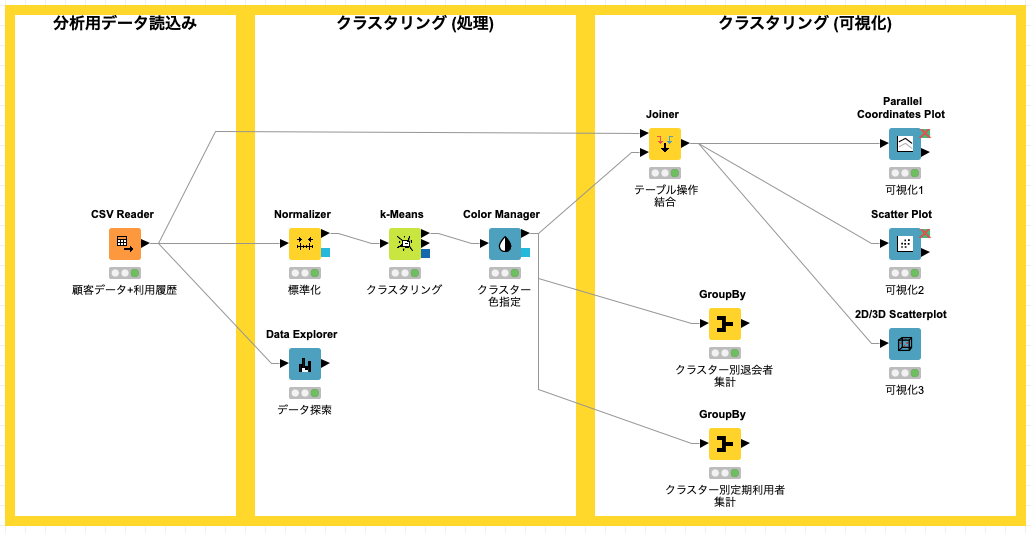 分析用データ読込み
クラスタリング (処理)
クラスタリング (可視化)
CSV Reader
顧客データ+利用履歴
Normalizer
標準化
k-Means
クラスタリング
Color Manager
クラスター
色指定
Data Explorer
データ探索
Joiner
テーブル操作
結合
GroupBy
クラスター別退会者
集計
GroupBy
クラスター別定期利用者
集計
Parallel
Coordinates Plot
可視化1
Scatter Plot
可視化2
2D/3D Scatterplot
可視化3